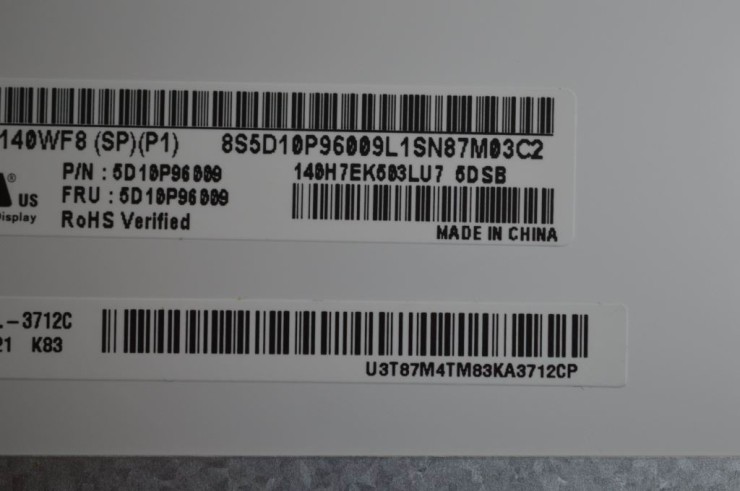 140WF8 (SP)(P1) 8S5D10P96009L1SN87M03C2
P/N : 5D10P96009 140H7EK503LU7 5DSB
® US FRU : 5D10P96009
isplay RoHS Verified
MADE IN CHINA
-3712C
21 K83
U3T87M4TM83KA3712CP